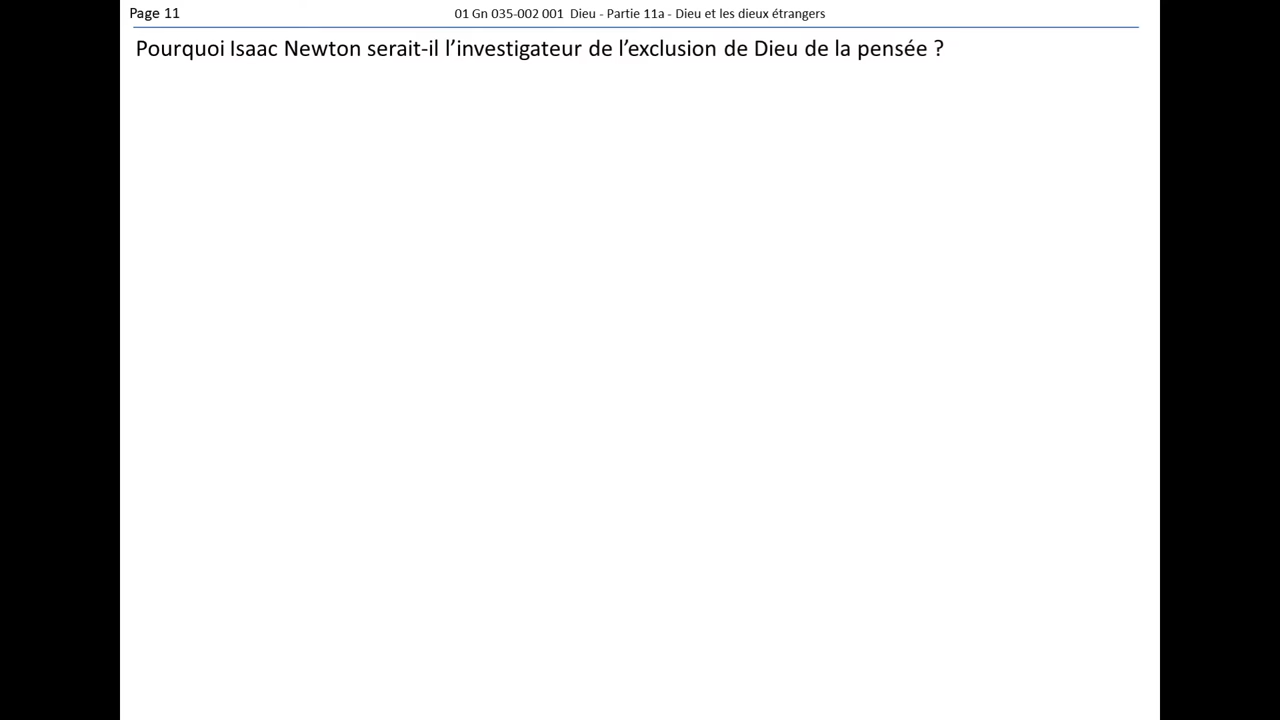 Page 11
01 Gn 035-002 001  Dieu - Partie 11a - Dieu et les dieux étrangers
Pourquoi Isaac Newton serait-il l’investigateur de l’exclusion de Dieu de la pensée ?